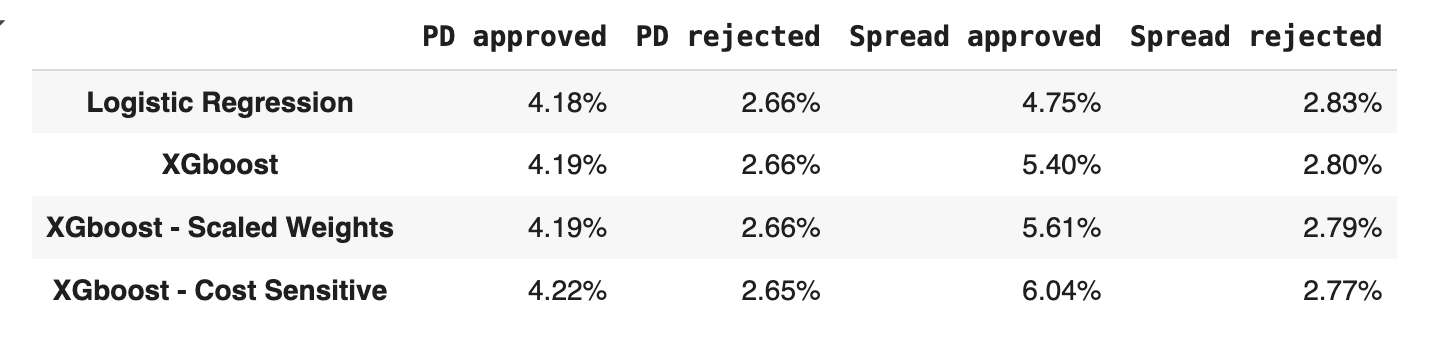 PD approved PD rejected Spread approved Spread rejected
Logistic Regression 4.18% 2.66% 4.75% 2.83%
XGboost 4.19% 2.66% 5.40% 2.80%
XGboost - Scaled Weights 4.19% 2.66% 5.61% 2.79%
XGboost - Cost Sensitive 4.22% 2.65% 6.04% 2.77%